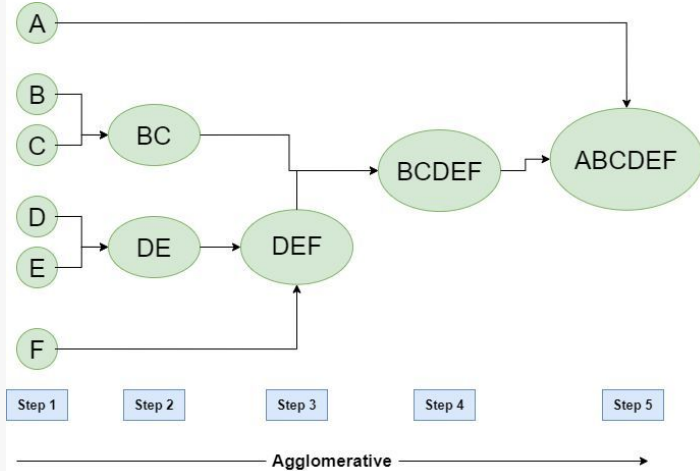 A
B
C
BC
BCDEF
ABCDEF
D
E
DE
DEF
F
Step 1
Step 2
Step 3
Step 4
Step 5
Agglomerative